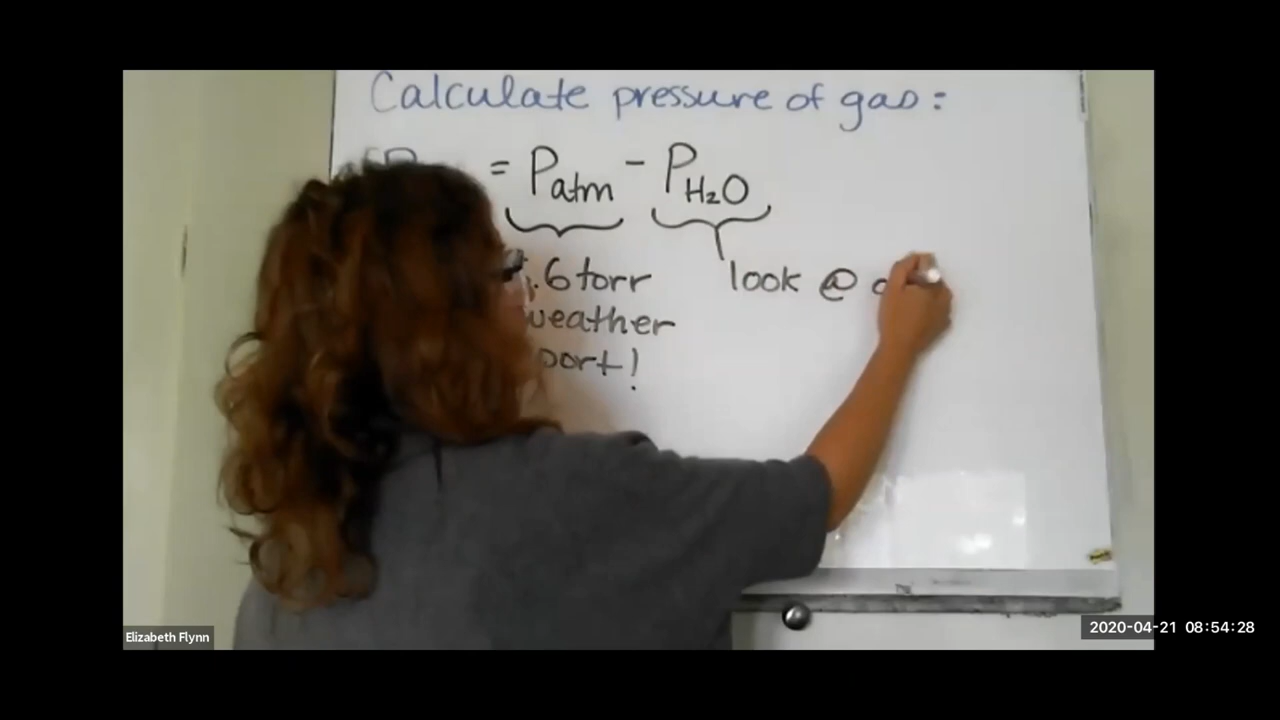 Calculate pressure of gas:
= Patm - PH₂O
.6 torr look @
weather
port!
Elizabeth Flynn
2020-04-21 08:54:28